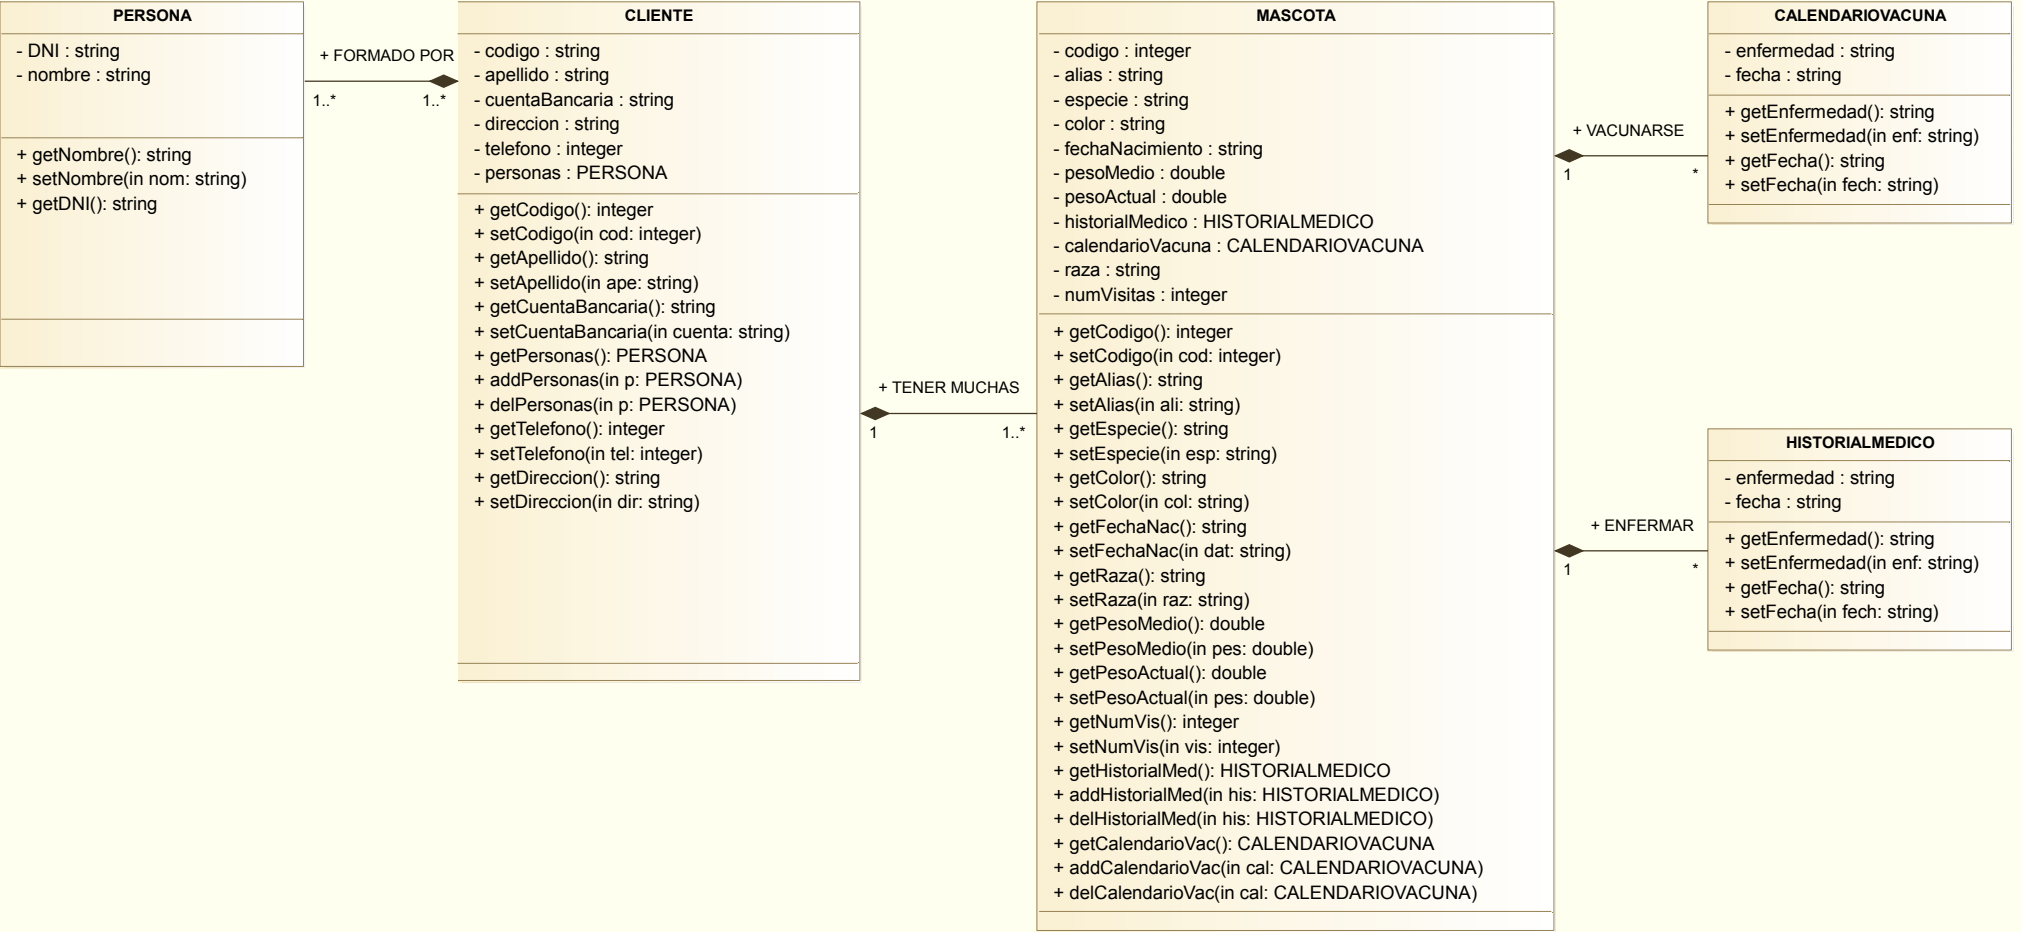 PERSONA
- DNI : string
- nombre : string
+ getNombre(): string
+ setNombre(in nom: string)
+ getDNI(): string
+ FORMADO POR
1..*
1..*
CLIENTE
- codigo : string
- apellido : string
- cuentaBancaria : string
- direccion : string
- telefono : integer
- personas : PERSONA
+ getCodigo(): integer
+ setCodigo(in cod: integer)
+ getApellido(): string
+ setApellido(in ape: string)
+ getCuentaBancaria(): string
+ setCuentaBancaria(in cuenta: string)
+ getPersonas(): PERSONA
+ addPersonas(in p: PERSONA)
+ delPersonas(in p: PERSONA)
+ getTelefono(): integer
+ setTelefono(in tel: integer)
+ getDireccion(): string
+ setDireccion(in dir: string)
+ TENER MUCHAS
1
1..*
MASCOTA
- codigo : integer
- alias : string
- especie : string
- color : string
- fechaNacimiento : string
- pesoMedio : double
- pesoActual : double
- historialMedico : HISTORIALMEDICO
- calendarioVacuna : CALENDARIOVACUNA
- raza : string
- numVisitas : integer
+ getCodigo(): integer
+ setCodigo(in cod: integer)
+ getAlias(): string
+ setAlias(in ali: string)
+ getEspecie(): string
+ setEspecie(in esp: string)
+ getColor(): string
+ setColor(in col: string)
+ getFechaNac(): string
+ setFechaNac(in dat: string)
+ getRaza(): string
+ setRaza(in raz: string)
+ getPesoMedio(): double
+ setPesoMedio(in pes: double)
+ getPesoActual(): double
+ setPesoActual(in pes: double)
+ getNumVis(): integer
+ setNumVis(in vis: integer)
+ getHistorialMed(): HISTORIALMEDICO
+ addHistorialMed(in his: HISTORIALMEDICO)
+ delHistorialMed(in his: HISTORIALMEDICO)
+ getCalendarioVac(): CALENDARIOVACUNA
+ addCalendarioVac(in cal: CALENDARIOVACUNA)
+ delCalendarioVac(in cal: CALENDARIOVACUNA)
+ VACUNARSE
1
*
CALENDARIOVACUNA
- enfermedad : string
- fecha : string
+ getEnfermedad(): string
+ setEnfermedad(in enf: string)
+ getFecha(): string
+ setFecha(in fech: string)
+ ENFERMAR
1
*
HISTORIALMEDICO
- enfermedad : string
- fecha : string
+ getEnfermedad(): string
+ setEnfermedad(in enf: string)
+ getFecha(): string
+ setFecha(in fech: string)